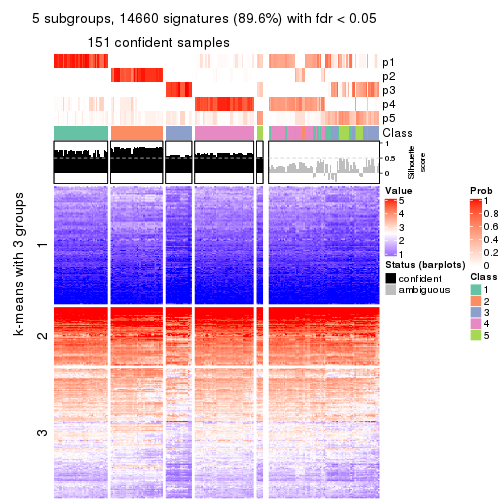 5 subgroups, 14660 signatures (89.6%) with fdr < 0.05
151 confident samples
p1
p2
p3
p4
p5
Class
1
0.5
0
Silhouette
score
k-means with 3 groups
1
2
3
Value
5
4
3
2
1
Status (barplots)
confident
ambiguous
Prob
1
0.8
0.6
0.4
0.2
0
Class
1
2
3
4
5